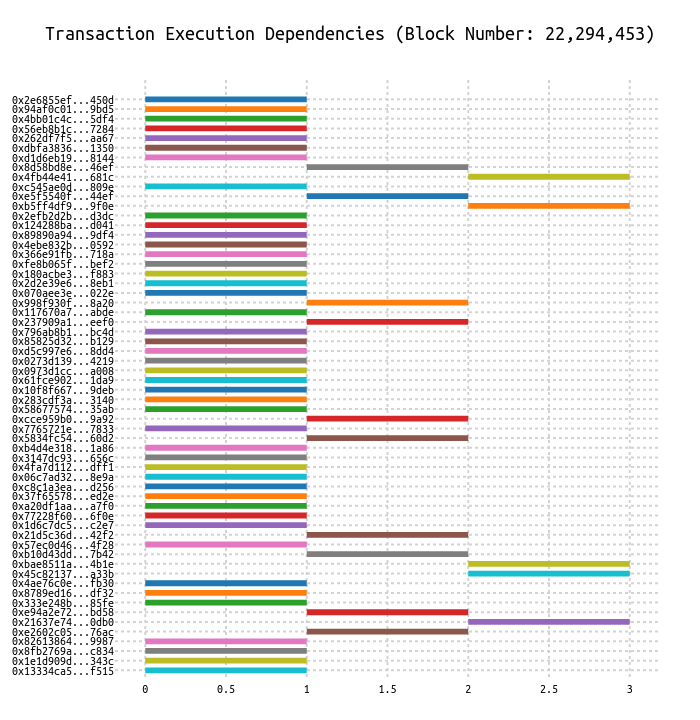 Transaction Execution Dependencies (Block Number: 22,294,453)
0x2e6855ef...450d
0x94af0c01...9bd5
0x4bb01c4c...5df4
0x56eb8b1c...7284
0x262df7f5...aa67
0xdbfa3836...1350
0xd1d6eb19...8144
0x8d58bd8e...46ef
0x4fb44e41...681c
0xc545ae0d...809e
0xe5f5540f...44ef
0xb5ff4df9...9f0e
0x2efb2d2b...d3dc
0x124288ba...d041
0x89890a94...9df4
0x4ebe832b...0592
0x366e91fb...718a
0xfe8b065f...bef2
0x180acbe3...f883
0x2d2e39e6...8eb1
0x070aee3e...022e
0x998f930f...8a20
0x117670a7...abde
0x237909a1...eef0
0x796ab8b1...bc4d
0x85825d32...b129
0xd5c997e6...8dd4
0x0273d139...4219
0x0973d1cc...a008
0x61fce902...1da9
0x10f8f667...9deb
0x283cdf3a...3140
0x58677574...35ab
0xcce959b0...9a92
0x7765721e...7833
0x5834fc54...60d2
0xb4d4e318...1a86
0x3147dc93...656c
0x4fa7d112...dff1
0x06c7ad32...8e9a
0xc8c1a3ea...d256
0x37f65578...ed2e
0xa20df1aa...a7f0
0x77228f60...6f0e
0x1d6c7dc5...c2e7
0x21d5c36d...42f2
0x57ec0d46...4f28
0xb10d43dd...7b42
0xbae8511a...4b1e
0x45c82137...a33b
0x4ae76c0e...fb30
0x8789ed16...df32
0x333e248b...85fe
0xe94a2e72...bd58
0x21637e74...0db0
0xe2602c05...76ac
0x82613864...9987
0x8fb2769a...c834
0x1e1d909d...343c
0x13334ca5...f515
0 0.5 1 1.5 2 2.5 3